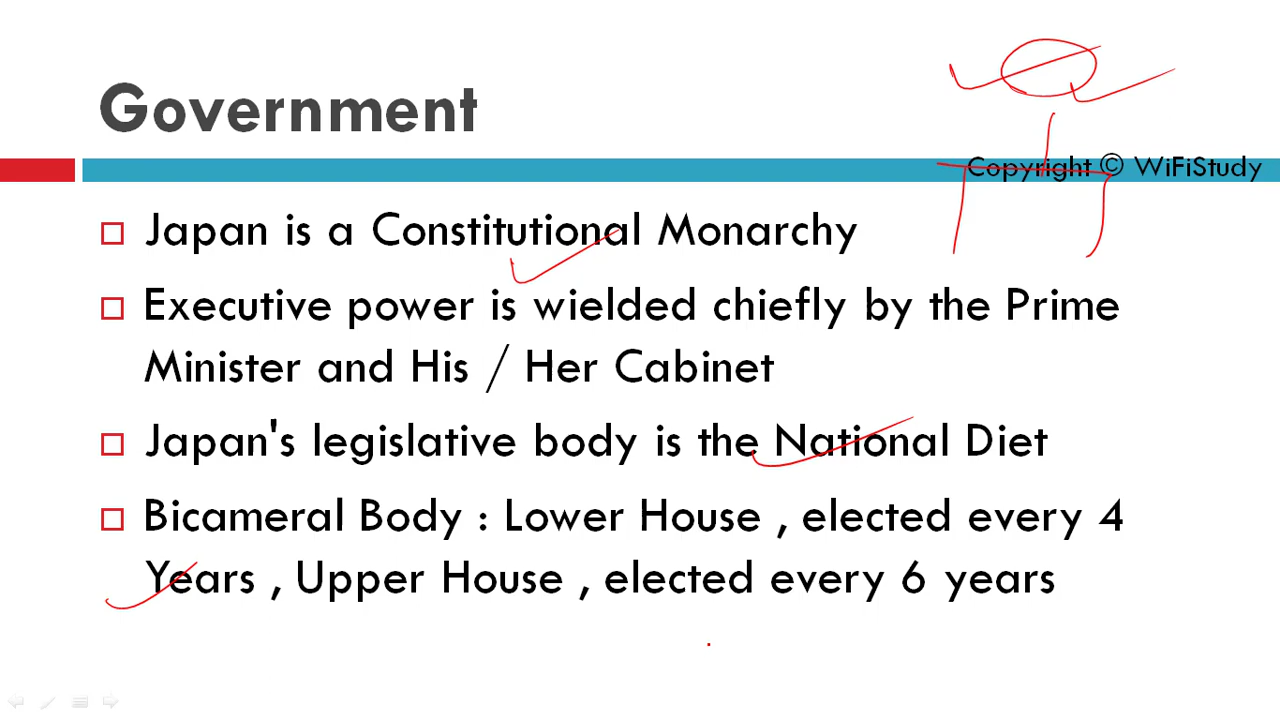 Government
Copyright © WiFiStudy
Japan is a Constitutional Monarchy
Executive power is wielded chiefly by the Prime
Minister and His / Her Cabinet
Japan's legislative body is the National Diet
Bicameral Body : Lower House , elected every 4
Years , Upper House , elected every 6 years